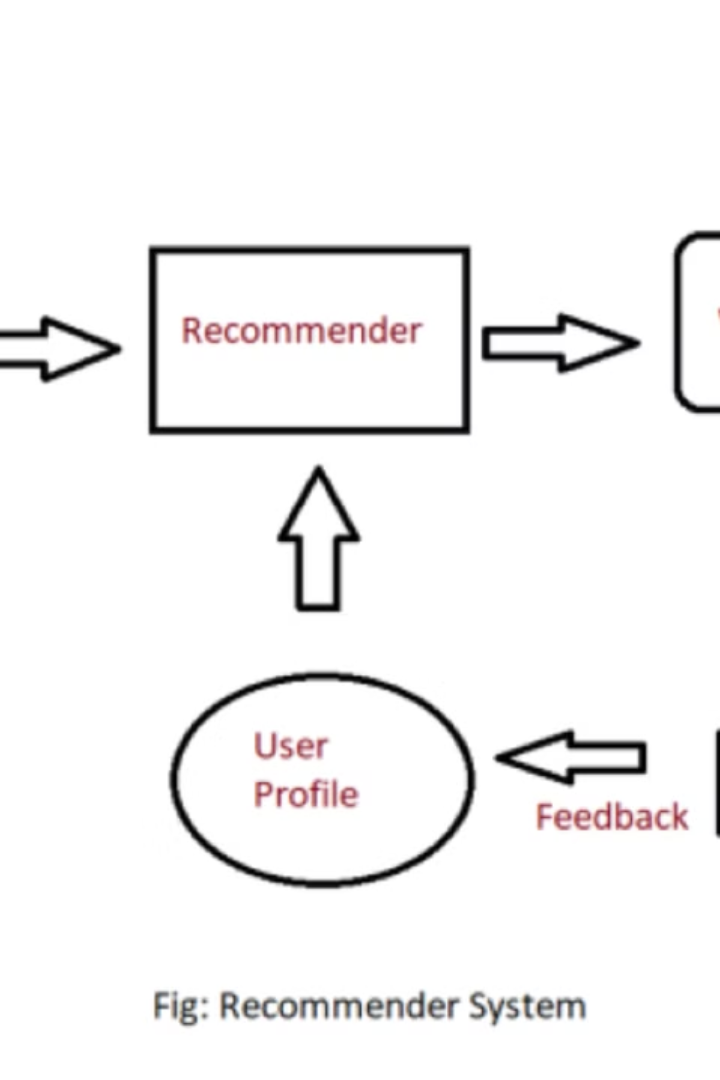 Recommender
User
Profile
Feedback
Fig: Recommender System